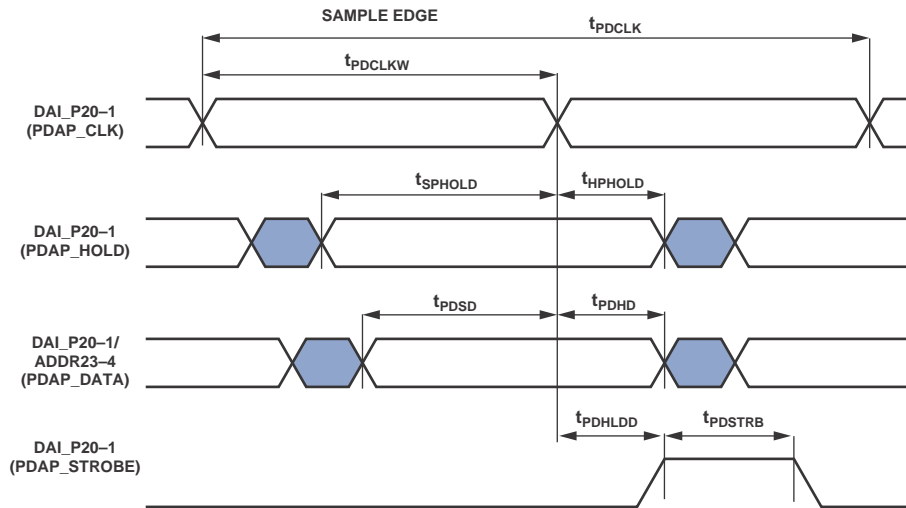 SAMPLE EDGE
tPDCLK
tPDCLKW
DAI_P20–1
(PDAP_CLK)
tSPHOLD
tHPHOLD
DAI_P20–1
(PDAP_HOLD)
tPDSD
tPDHD
DAI_P20–1/
ADDR23–4
(PDAP_DATA)
tPDHLDD
tPDSTRB
DAI_P20–1
(PDAP_STROBE)